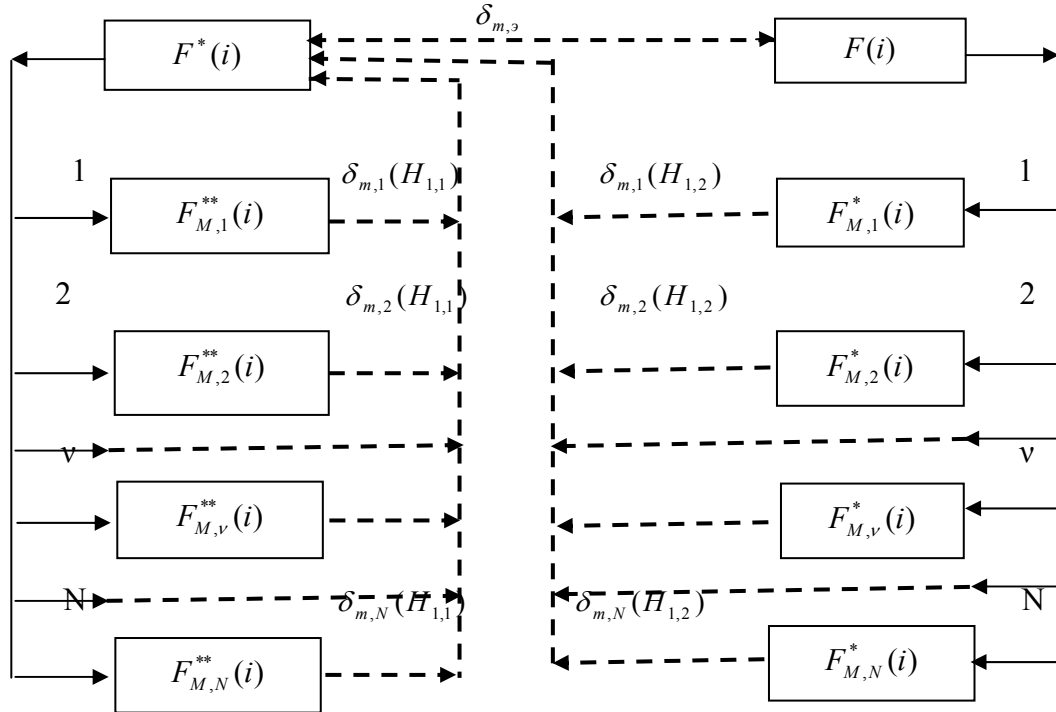 δ_{m,э}
F^*(i)
F(i)
1
δ_{m,1}(H_{1,1})
δ_{m,1}(H_{1,2})
1
F^{**}_{M,1}(i)
F^*_{M,1}(i)
2
δ_{m,2}(H_{1,1})
δ_{m,2}(H_{1,2})
2
F^{**}_{M,2}(i)
F^*_{M,2}(i)
ν
ν
F^{**}_{M,ν}(i)
F^*_{M,ν}(i)
N
δ_{m,N}(H_{1,1})
δ_{m,N}(H_{1,2})
N
F^{**}_{M,N}(i)
F^*_{M,N}(i)